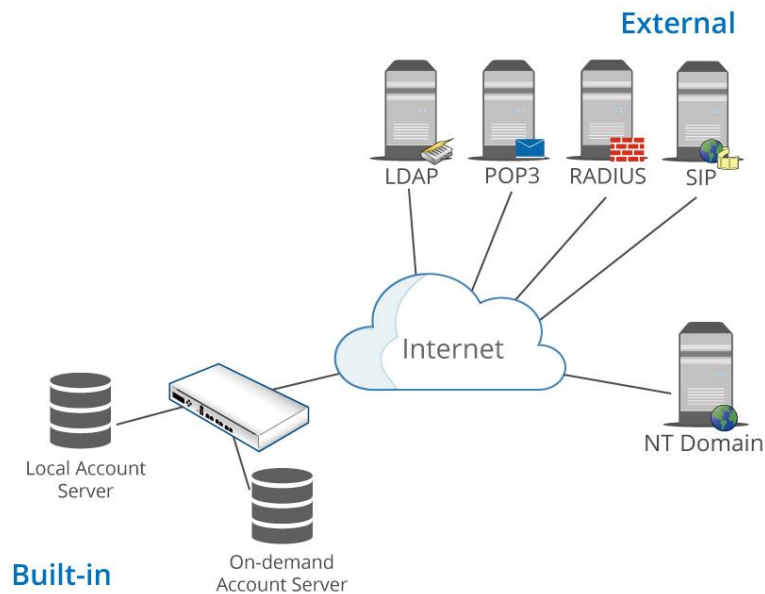 External
LDAP
POP3
RADIUS
SIP
Internet
NT Domain
Local Account
Server
On-demand
Account Server
Built-in